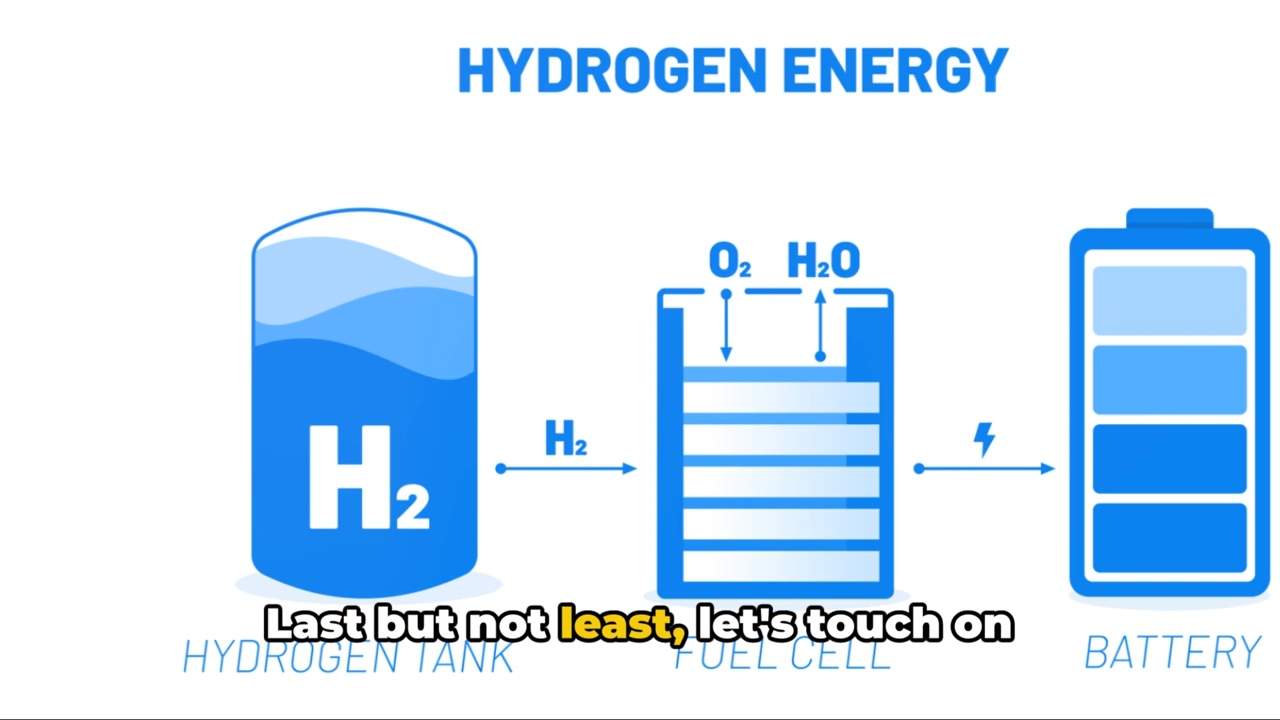 HYDROGEN ENERGY
O₂ H₂O
H₂
H₂
Last but not least, let's touch on
HYDROGEN TANK FUEL CELL BATTERY